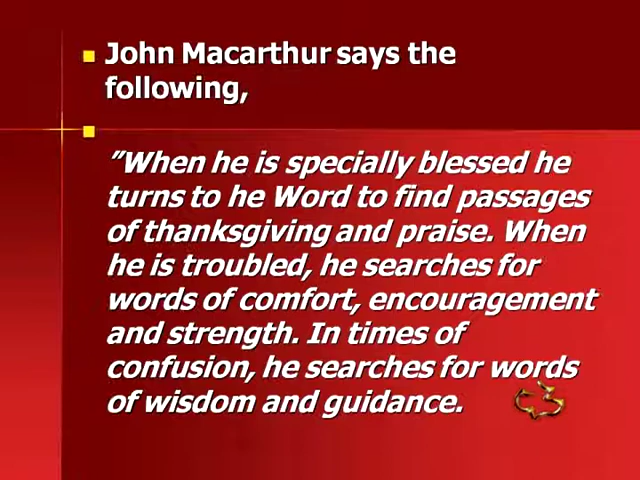 John Macarthur says the
following,
”When he is specially blessed he
turns to he Word to find passages
of thanksgiving and praise. When
he is troubled, he searches for
words of comfort, encouragement
and strength. In times of
confusion, he searches for words
of wisdom and guidance.